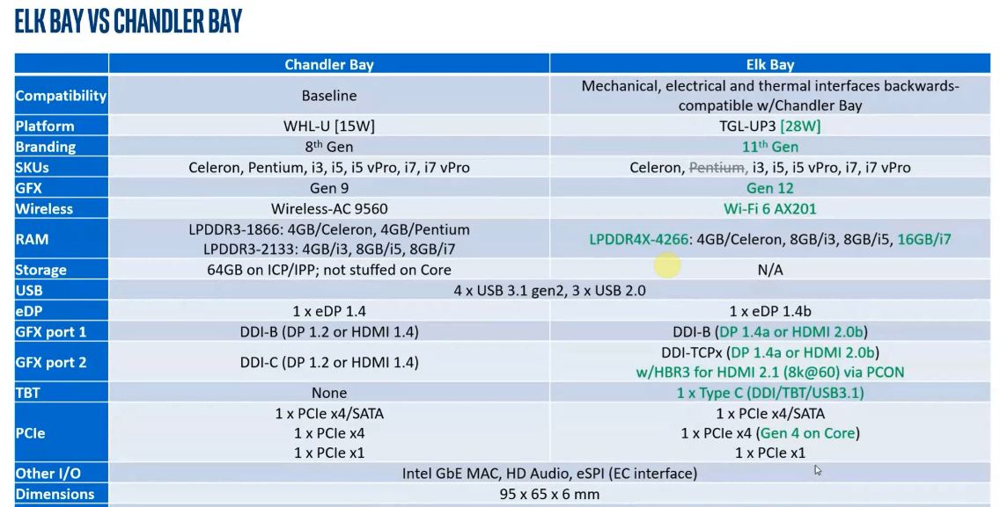 ELK BAY VS CHANDLER BAY
Chandler Bay Elk Bay
Compatibility Baseline Mechanical, electrical and thermal interfaces backwards-
compatible w/Chandler Bay
Platform WHL-U [15W] TGL-UP3 [28W]
Branding 8th Gen 11th Gen
SKUs Celeron, Pentium, i3, i5, i5 vPro, i7, i7 vPro Celeron, Pentium, i3, i5, i5 vPro, i7, i7 vPro
GFX Gen 9 Gen 12
Wireless Wireless-AC 9560 Wi-Fi 6 AX201
RAM LPDDR3-1866: 4GB/Celeron, 4GB/Pentium
LPDDR3-2133: 4GB/i3, 8GB/i5, 8GB/i7
LPDDR4X-4266: 4GB/Celeron, 8GB/i3, 8GB/i5, 16GB/i7
Storage 64GB on ICP/IPP; not stuffed on Core N/A
USB 4 x USB 3.1 gen2, 3 x USB 2.0
eDP 1 x eDP 1.4 1 x eDP 1.4b
GFX port 1 DDI-B (DP 1.2 or HDMI 1.4) DDI-B (DP 1.4a or HDMI 2.0b)
GFX port 2 DDI-C (DP 1.2 or HDMI 1.4) DDI-TCPx (DP 1.4a or HDMI 2.0b)
w/HBR3 for HDMI 2.1 (8k@60) via PCON
TBT None 1 x Type C (DDI/TBT/USB3.1)
PCIe 1 x PCIe x4/SATA 1 x PCIe x4/SATA
1 x PCIe x4 1 x PCIe x4 (Gen 4 on Core)
1 x PCIe x1 1 x PCIe x1
Other I/O Intel GbE MAC, HD Audio, eSPI (EC interface)
Dimensions 95 x 65 x 6 mm